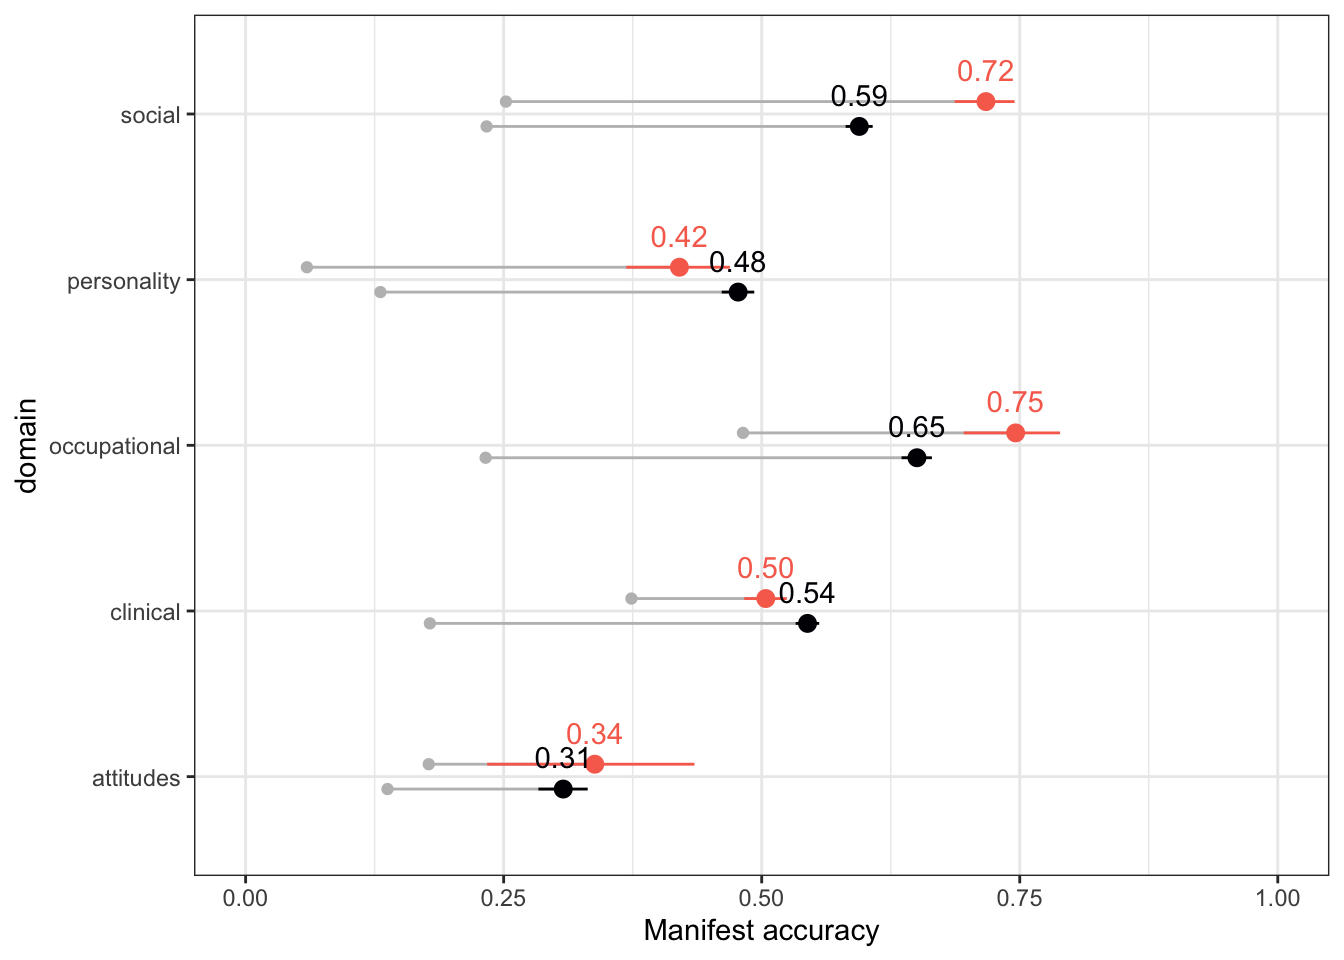 0.72
0.59
social
0.42
0.48
personality
0.75
0.65
occupational
domain
0.50
0.54
clinical
0.34
0.31
attitudes
0.00 0.25 0.50 0.75 1.00
Manifest accuracy